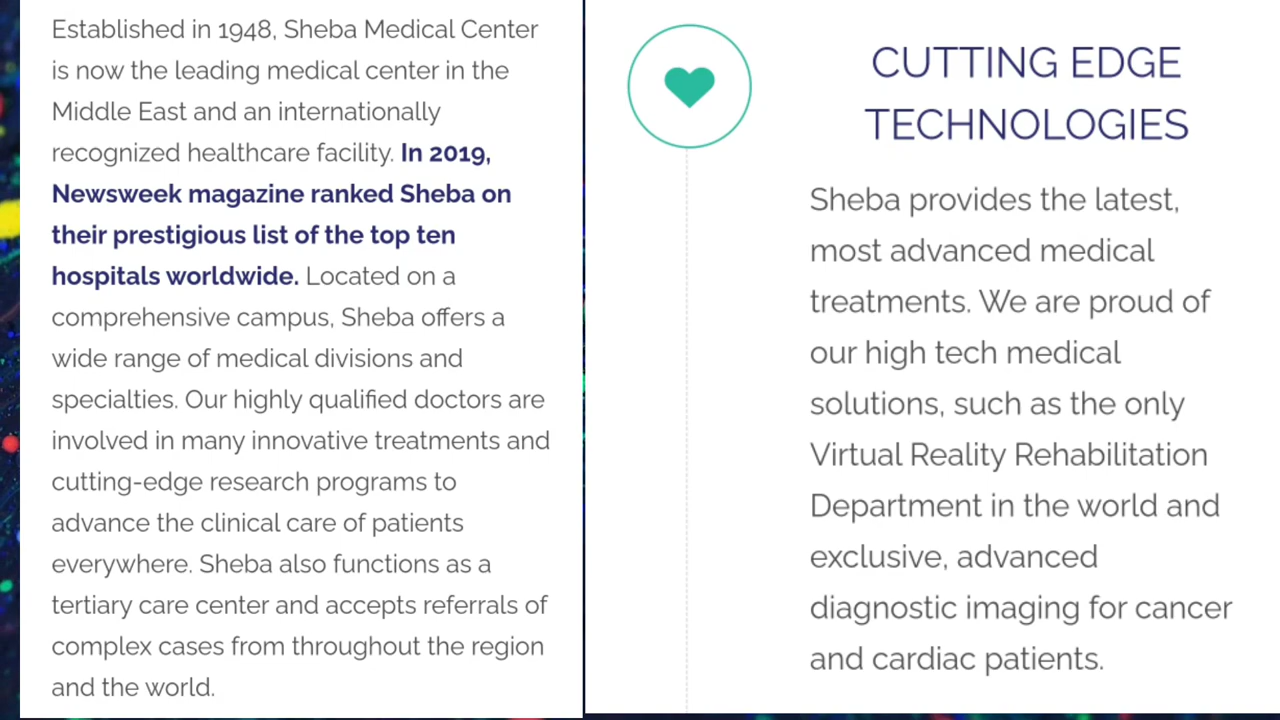 Established in 1948, Sheba Medical Center
is now the leading medical center in the
Middle East and an internationally
recognized healthcare facility. In 2019,
Newsweek magazine ranked Sheba on
their prestigious list of the top ten
hospitals worldwide. Located on a
comprehensive campus, Sheba offers a
wide range of medical divisions and
specialties. Our highly qualified doctors are
involved in many innovative treatments and
cutting-edge research programs to
advance the clinical care of patients
everywhere. Sheba also functions as a
tertiary care center and accepts referrals of
complex cases from throughout the region
and the world.
CUTTING EDGE
TECHNOLOGIES
Sheba provides the latest,
most advanced medical
treatments. We are proud of
our high tech medical
solutions, such as the only
Virtual Reality Rehabilitation
Department in the world and
exclusive, advanced
diagnostic imaging for cancer
and cardiac patients.